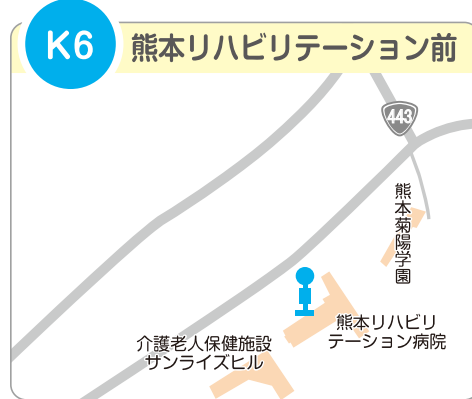 K6 熊本リハビリテーション前
443
熊本菊陽学園
熊本リハビリ
テーション病院
介護老人保健施設
サンライズヒル